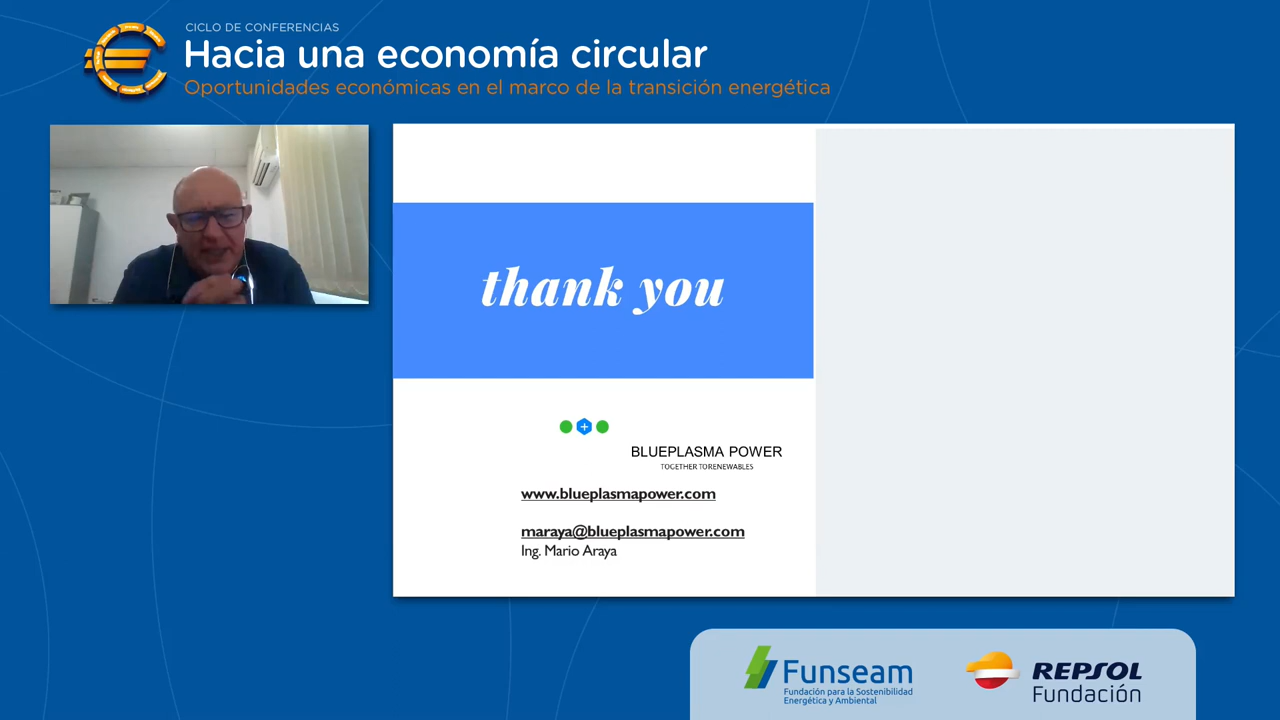 CICLO DE CONFERENCIAS
Hacia una economía circular
Oportunidades económicas en el marco de la transición energética
thank you
BLUEPLASMA POWER
TOGETHER TORENEWABLES
www.blueplasmapower.com
maraya@blueplasmapower.com
Ing. Mario Araya
Funseam
Fundación para la Sostenibilidad
Energética y Ambiental
REPSOL
Fundación